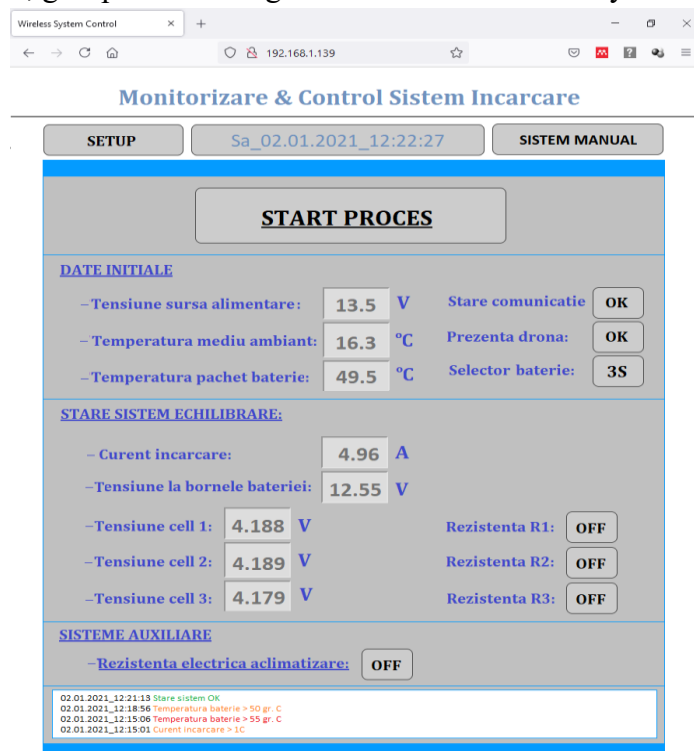 Wireless System Control × +
192.168.1.139
Monitorizare & Control Sistem Incarcare
SETUP
Sa_02.01.2021_12:22:27
SISTEM MANUAL
START PROCES
DATE INITIALE
–Tensiune sursa alimentare: 13.5 V Stare comunicatie OK
– Temperatura mediu ambiant: 16.3 °C Prezenta drona: OK
–Temperatura pachet baterie: 49.5 °C Selector baterie: 3S
STARE SISTEM ECHILIBRARE:
– Curent incarcare: 4.96 A
–Tensiune la bornele bateriei: 12.55 V
–Tensiune cell 1: 4.188 V Rezistenta R1: OFF
–Tensiune cell 2: 4.189 V Rezistenta R2: OFF
–Tensiune cell 3: 4.179 V Rezistenta R3: OFF
SISTEME AUXILIARE
–Rezistenta electrica aclimatizare: OFF
02.01.2021_12:21:13 Stare sistem OK
02.01.2021_12:18:56 Temperatura baterie > 50 gr. C
02.01.2021_12:15:06 Temperatura baterie > 55 gr. C
02.01.2021_12:15:01 Curent incarcare > 1C